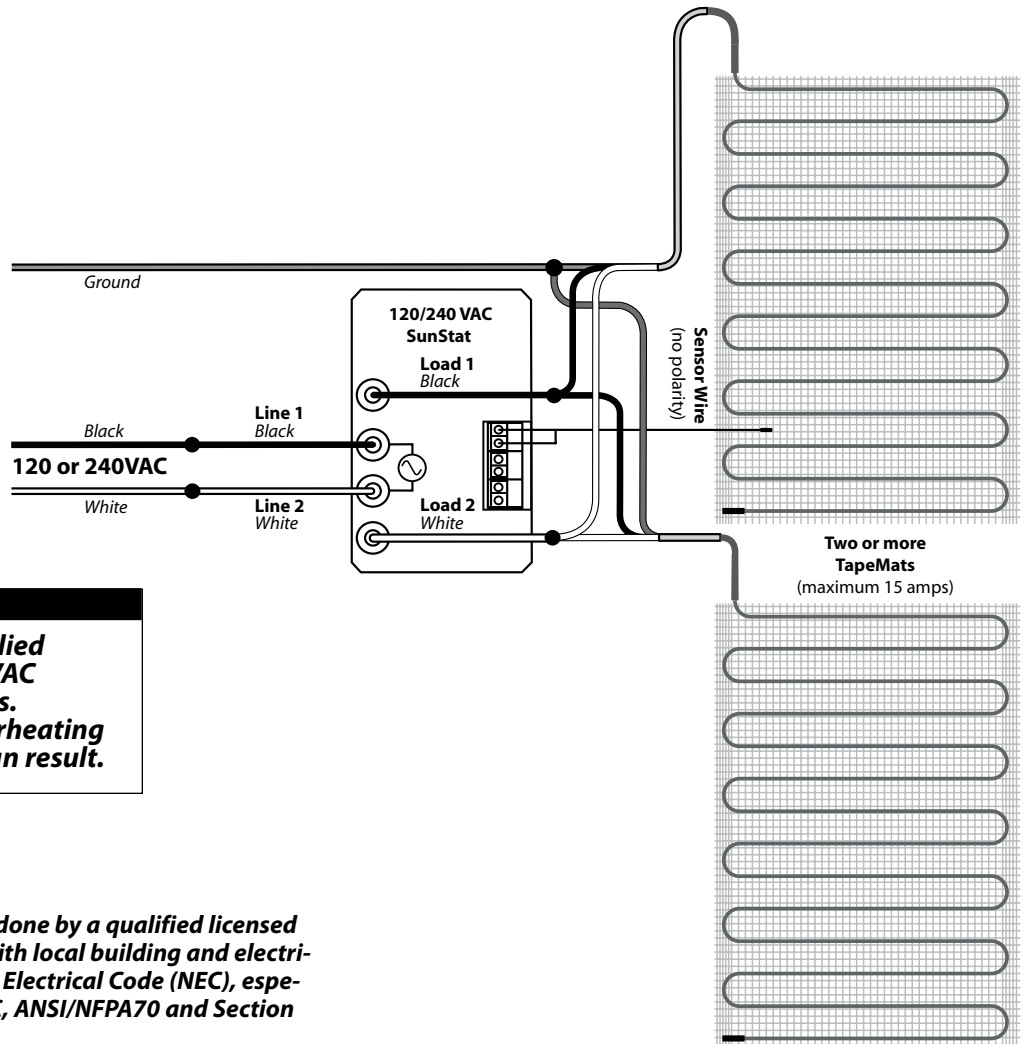 Ground
120/240 VAC
SunStat
Load 1
Black
Sensor Wire
(no polarity)
Line 1
Black
Black
120 or 240VAC
White
Line 2
White
Load 2
White
Two or more
TapeMats
(maximum 15 amps)
lied
VAC
s.
rheating
n result.
done by a qualified licensed
ith local building and electri-
Electrical Code (NEC), espe-
C, ANSI/NFPA70 and Section